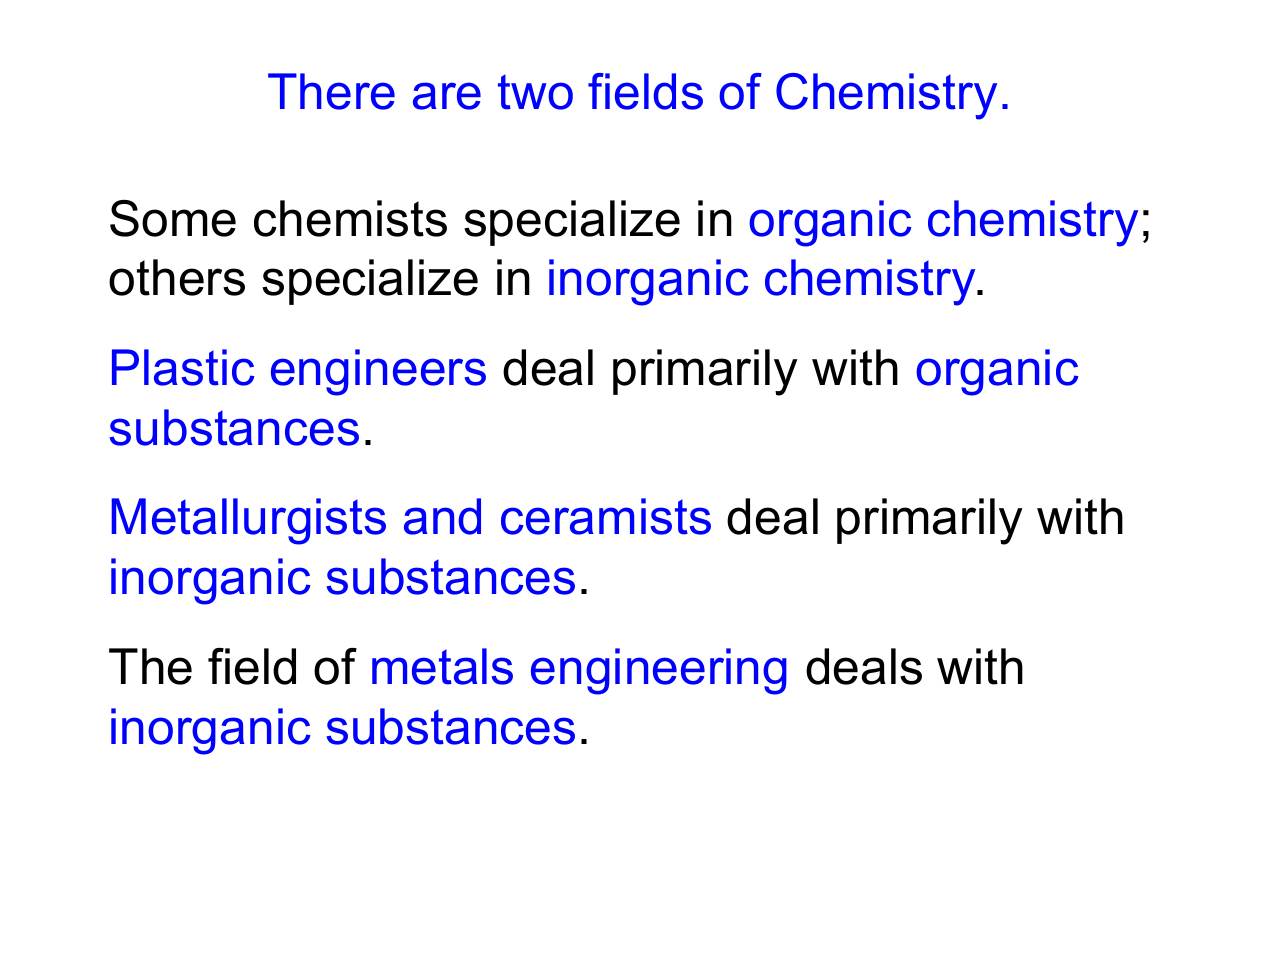 There are two fields of Chemistry.
Some chemists specialize in organic chemistry;
others specialize in inorganic chemistry.
Plastic engineers deal primarily with organic
substances.
Metallurgists and ceramists deal primarily with
inorganic substances.
The field of metals engineering deals with
inorganic substances.